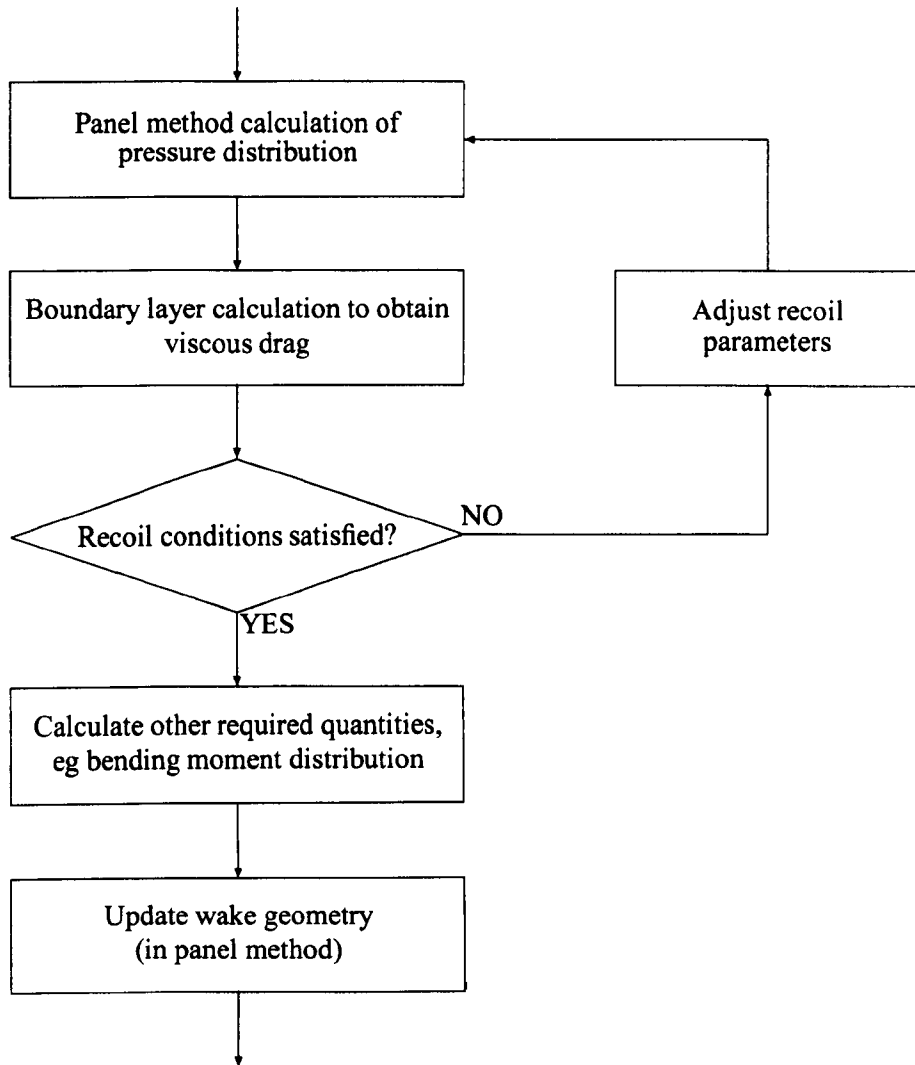 Panel method calculation of
pressure distribution
Boundary layer calculation to obtain
viscous drag
Adjust recoil
parameters
Recoil conditions satisfied?
NO
YES
Calculate other required quantities,
eg bending moment distribution
Update wake geometry
(in panel method)